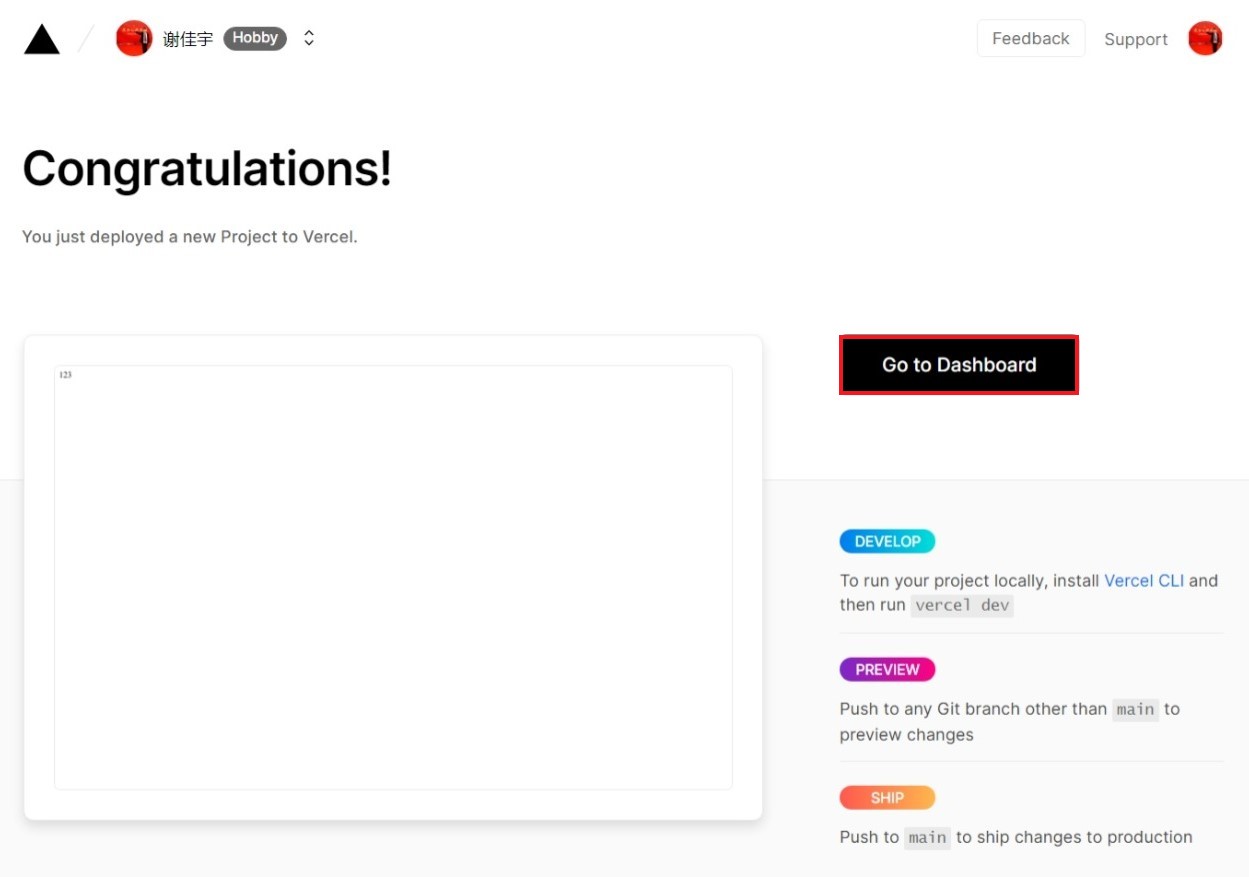 谢佳宇 Hobby
Feedback Support
Congratulations!
You just deployed a new Project to Vercel.
123
Go to Dashboard
DEVELOP
To run your project locally, install Vercel CLI and
then run vercel dev
PREVIEW
Push to any Git branch other than main to
preview changes
SHIP
Push to main to ship changes to production